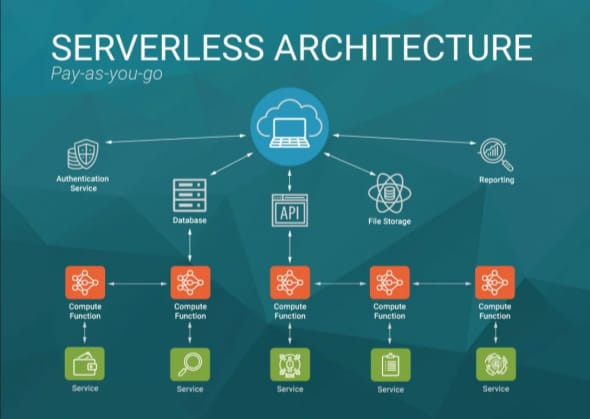 SERVERLESS ARCHITECTURE
Pay-as-you-go
Authentication
Service
Database
API
File Storage
Reporting
Compute
Function
Compute
Function
Compute
Function
Compute
Function
Compute
Function
Service
Service
Service
Service
Service